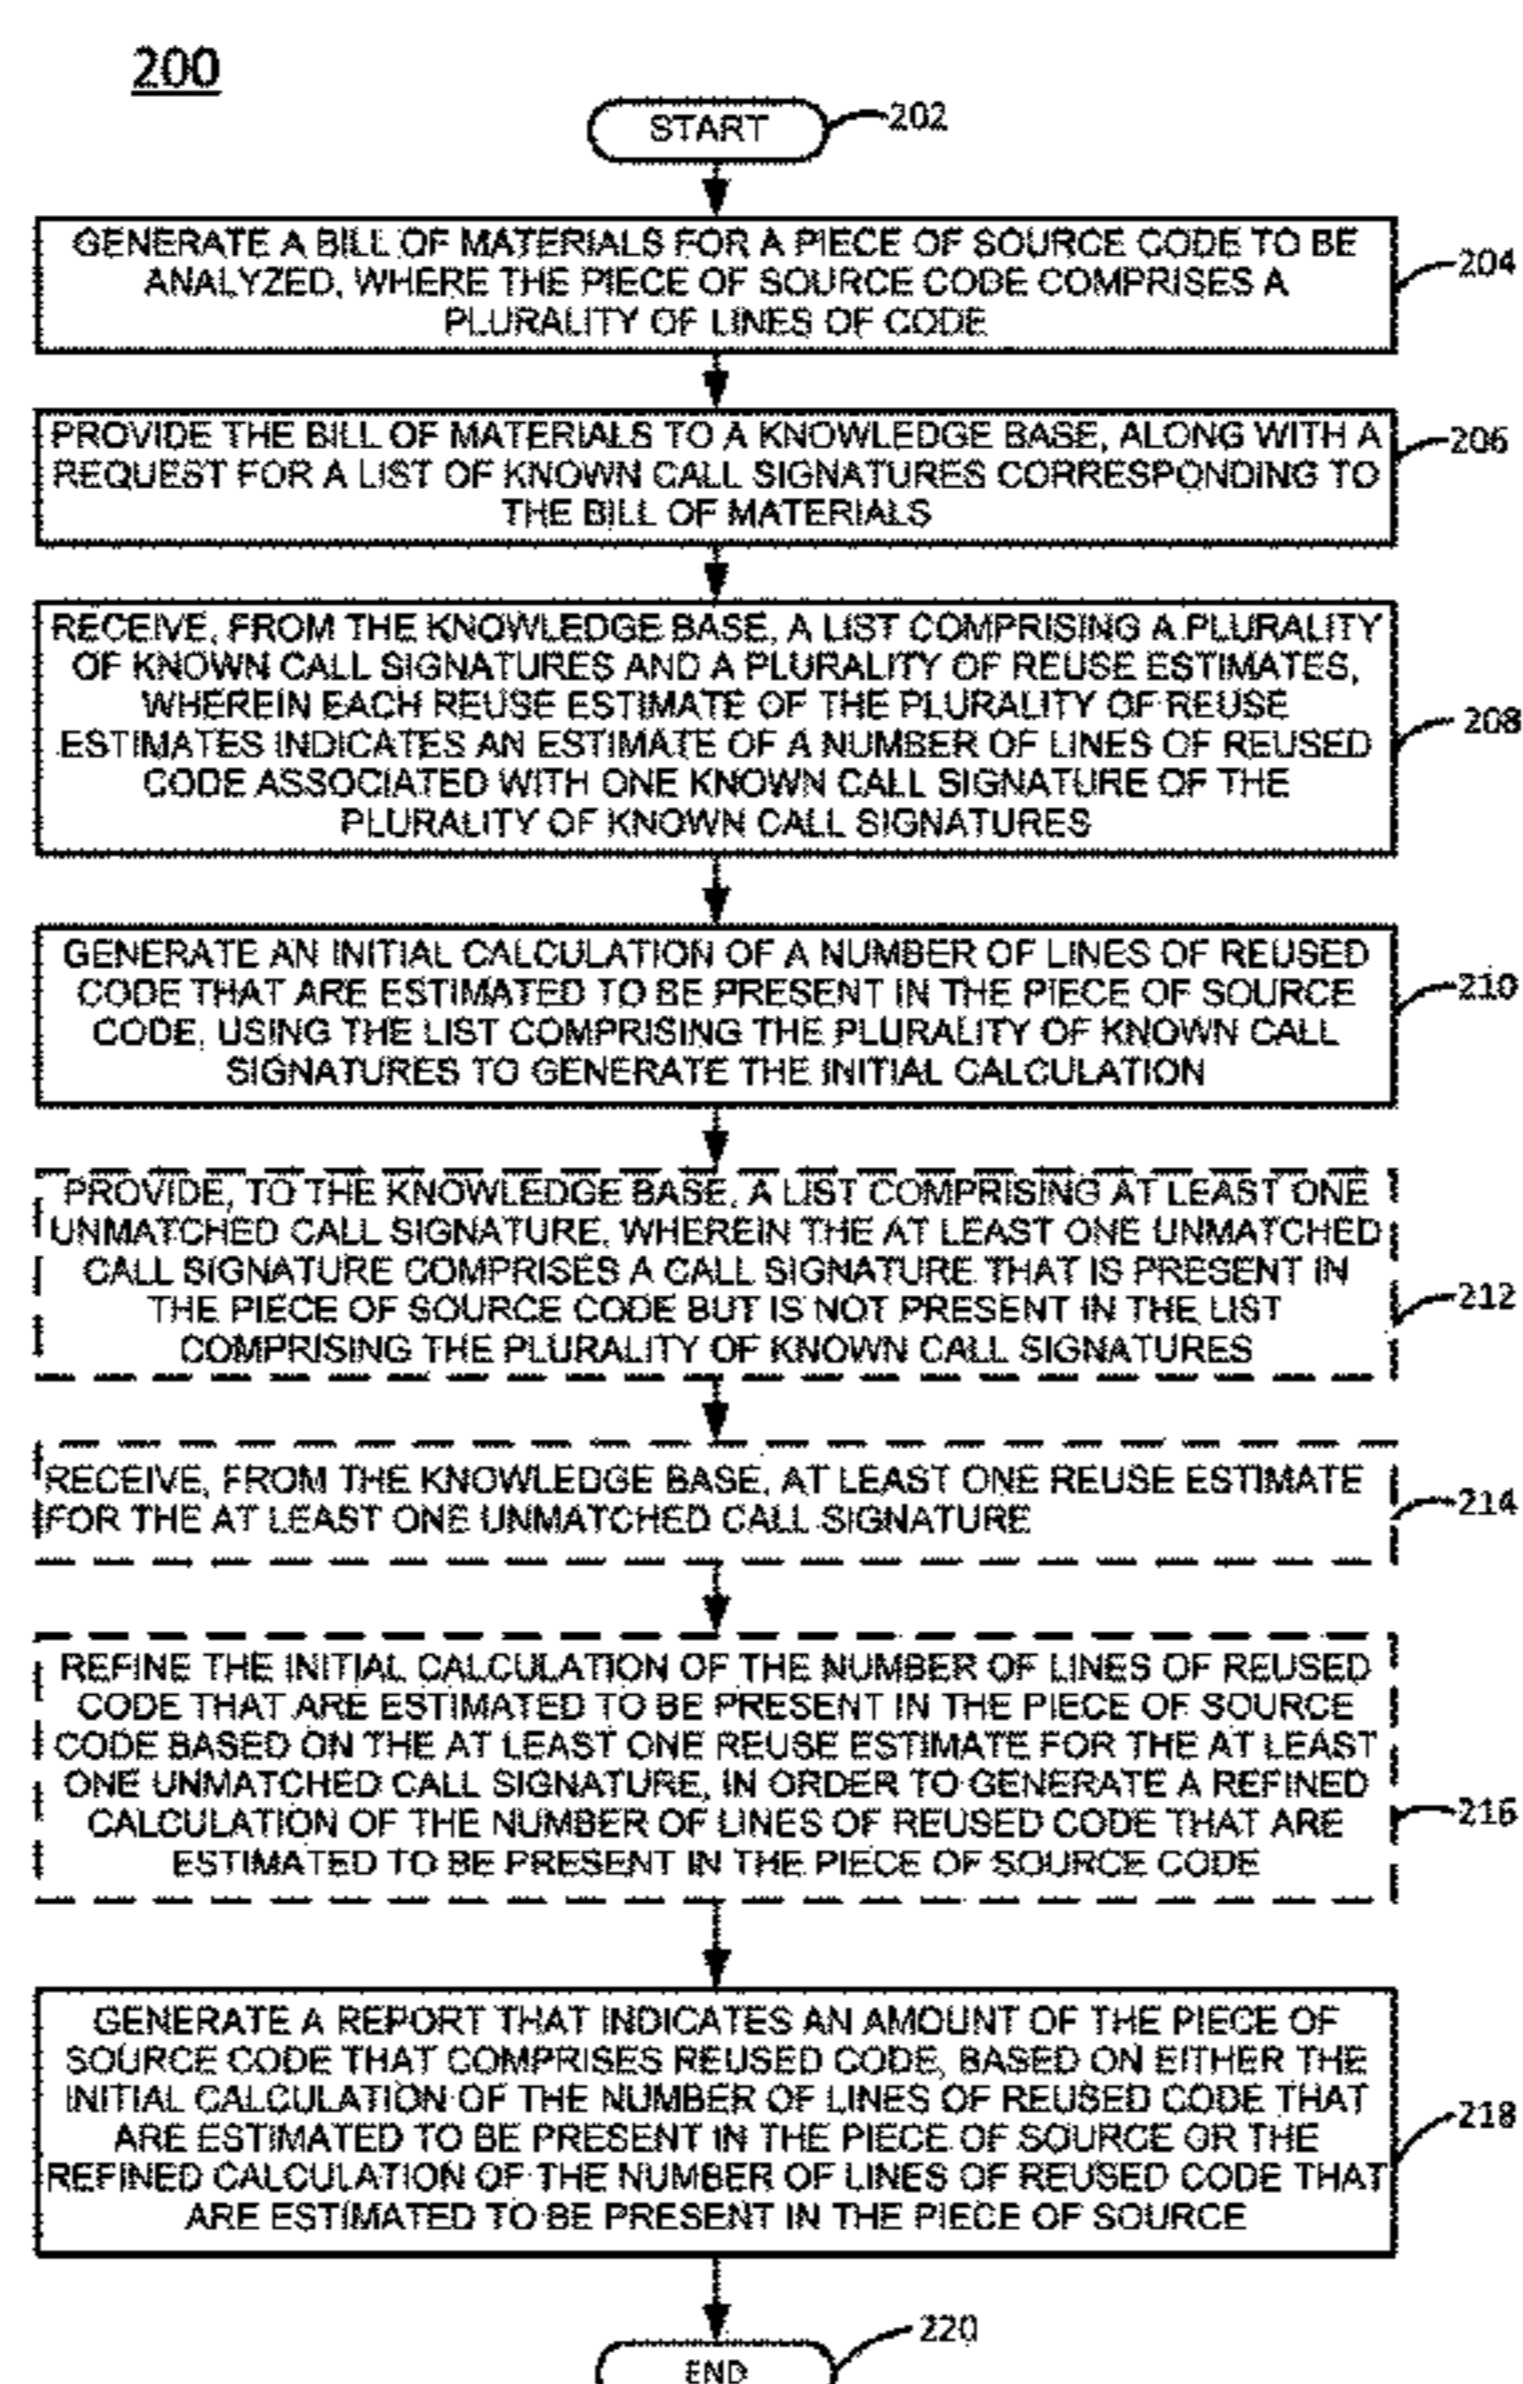 200
START
202
GENERATE A BILL OF MATERIALS FOR A PIECE OF SOURCE CODE TO BE
ANALYZED, WHERE THE PIECE OF SOURCE CODE COMPRISES A
PLURALITY OF LINES OF CODE
204
PROVIDE THE BILL OF MATERIALS TO A KNOWLEDGE BASE, ALONG WITH A
REQUEST FOR A LIST OF KNOWN CALL SIGNATURES CORRESPONDING TO
THE BILL OF MATERIALS
206
RECEIVE, FROM THE KNOWLEDGE BASE, A LIST COMPRISING A PLURALITY
OF KNOWN CALL SIGNATURES AND A PLURALITY OF REUSE ESTIMATES,
WHEREIN EACH REUSE ESTIMATE OF THE PLURALITY OF REUSE
ESTIMATES INDICATES AN ESTIMATE OF A NUMBER OF LINES OF REUSED
CODE ASSOCIATED WITH ONE KNOWN CALL SIGNATURE OF THE
PLURALITY OF KNOWN CALL SIGNATURES
208
GENERATE AN INITIAL CALCULATION OF A NUMBER OF LINES OF REUSED
CODE THAT ARE ESTIMATED TO BE PRESENT IN THE PIECE OF SOURCE
CODE, USING THE LIST COMPRISING THE PLURALITY OF KNOWN CALL
SIGNATURES TO GENERATE THE INITIAL CALCULATION
210
PROVIDE, TO THE KNOWLEDGE BASE, A LIST COMPRISING AT LEAST ONE
UNMATCHED CALL SIGNATURE, WHEREIN THE AT LEAST ONE UNMATCHED
CALL SIGNATURE COMPRISES A CALL SIGNATURE THAT IS PRESENT IN
THE PIECE OF SOURCE CODE BUT IS NOT PRESENT IN THE LIST
COMPRISING THE PLURALITY OF KNOWN CALL SIGNATURES
212
RECEIVE, FROM THE KNOWLEDGE BASE, AT LEAST ONE REUSE ESTIMATE
FOR THE AT LEAST ONE UNMATCHED CALL SIGNATURE
214
REFINE THE INITIAL CALCULATION OF THE NUMBER OF LINES OF REUSED
CODE THAT ARE ESTIMATED TO BE PRESENT IN THE PIECE OF SOURCE
CODE BASED ON THE AT LEAST ONE REUSE ESTIMATE FOR THE AT LEAST
ONE UNMATCHED CALL SIGNATURE, IN ORDER TO GENERATE A REFINED
CALCULATION OF THE NUMBER OF LINES OF REUSED CODE THAT ARE
ESTIMATED TO BE PRESENT IN THE PIECE OF SOURCE CODE
216
GENERATE A REPORT THAT INDICATES AN AMOUNT OF THE PIECE OF
SOURCE CODE THAT COMPRISES REUSED CODE, BASED ON EITHER THE
INITIAL CALCULATION OF THE NUMBER OF LINES OF REUSED CODE THAT
ARE ESTIMATED TO BE PRESENT IN THE PIECE OF SOURCE OR THE
REFINED CALCULATION OF THE NUMBER OF LINES OF REUSED CODE THAT
ARE ESTIMATED TO BE PRESENT IN THE PIECE OF SOURCE
218
220
END